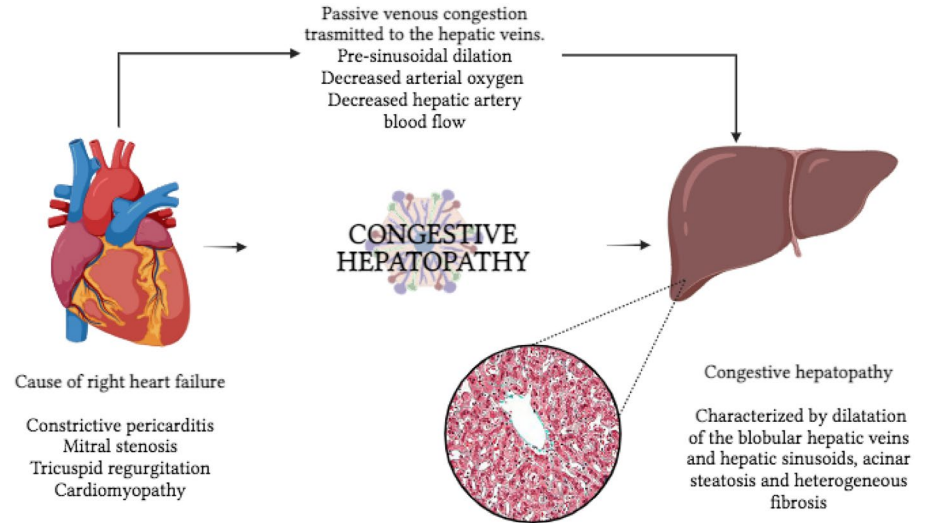 Passive venous congestion
trasmitted to the hepatic veins.
Pre-sinusoidal dilation
Decreased arterial oxygen
Decreased hepatic artery
blood flow
CONGESTIVE
HEPATOPATHY
Cause of right heart failure
Constrictive pericarditis
Mitral stenosis
Tricuspid regurgitation
Cardiomyopathy
Congestive hepatopathy
Characterized by dilatation
of the blobular hepatic veins
and hepatic sinusoids, acinar
steatosis and heterogeneous
fibrosis